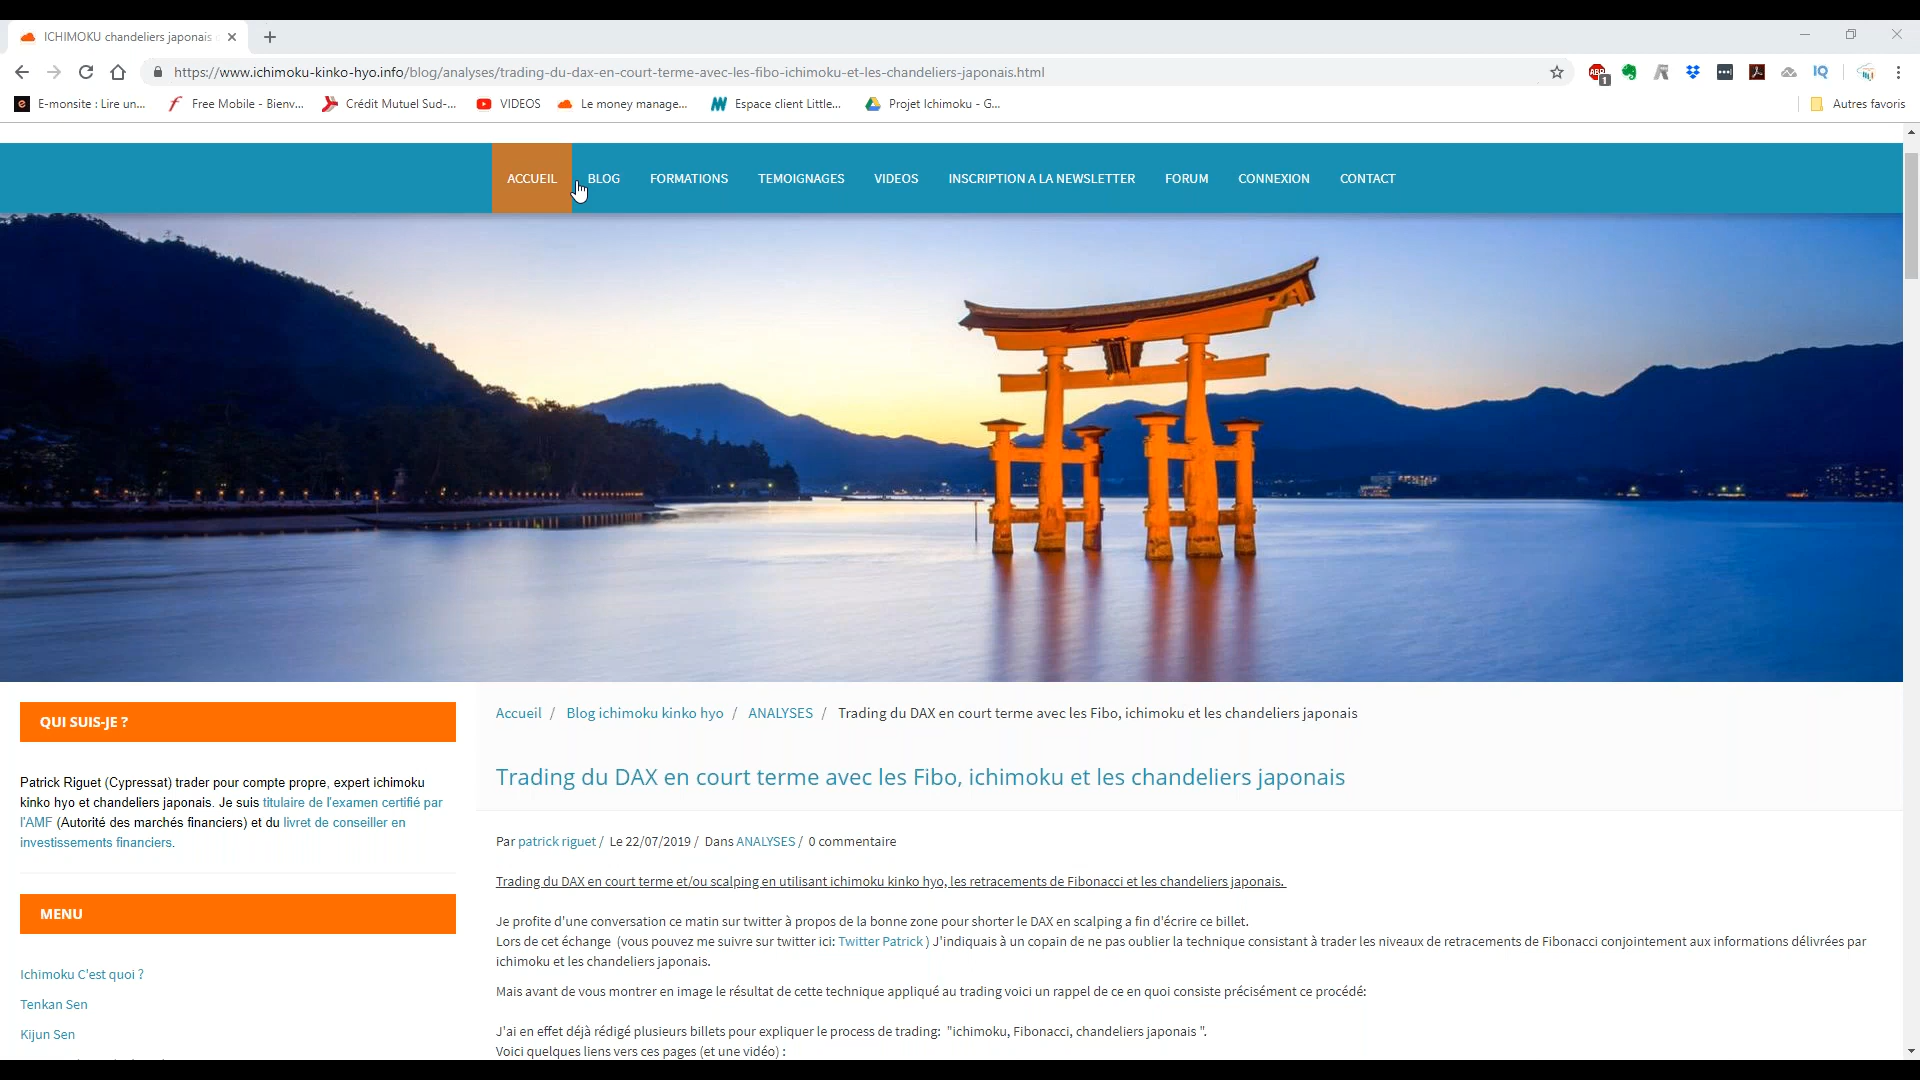 ICHIMOKU chandeliers japonais
https://www.ichimoku-kinko-hyo.info/blog/analyses/trading-du-dax-en-court-terme-avec-les-fibo-ichimoku-et-les-chandeliers-japonais.html
ABP 1 IQ
E-monsite : Lire un... Free Mobile - Bienv... Crédit Mutuel Sud-... VIDEOS Le money manage... Espace client Little... Projet Ichimoku - G... Autres favoris
ACCUEIL BLOG FORMATIONS TEMOIGNAGES VIDEOS INSCRIPTION A LA NEWSLETTER FORUM CONNEXION CONTACT
QUI SUIS-JE ?
Patrick Riguet (Cypressat) trader pour compte propre, expert ichimoku
kinko hyo et chandeliers japonais. Je suis titulaire de l'examen certifié par
l'AMF (Autorité des marchés financiers) et du livret de conseiller en
investissements financiers.
MENU
Ichimoku C'est quoi ?
Tenkan Sen
Kijun Sen
Accueil / Blog ichimoku kinko hyo / ANALYSES / Trading du DAX en court terme avec les Fibo, ichimoku et les chandeliers japonais
Trading du DAX en court terme avec les Fibo, ichimoku et les chandeliers japonais
Par patrick riguet / Le 22/07/2019 / Dans ANALYSES / 0 commentaire
Trading du DAX en court terme et/ou scalping en utilisant ichimoku kinko hyo, les retracements de Fibonacci et les chandeliers japonais.
Je profite d'une conversation ce matin sur twitter à propos de la bonne zone pour shorter le DAX en scalping a fin d'écrire ce billet.
Lors de cet échange (vous pouvez me suivre sur twitter ici: Twitter Patrick ) J'indiquais à un copain de ne pas oublier la technique consistant à trader les niveaux de retracements de Fibonacci conjointement aux informations délivrées par
ichimoku et les chandeliers japonais.
Mais avant de vous montrer en image le résultat de cette technique appliqué au trading voici un rappel de ce en quoi consiste précisément ce procédé:
J'ai en effet déjà rédigé plusieurs billets pour expliquer le process de trading: "ichimoku, Fibonacci, chandeliers japonais ".
Voici quelques liens vers ces pages (et une vidéo) :